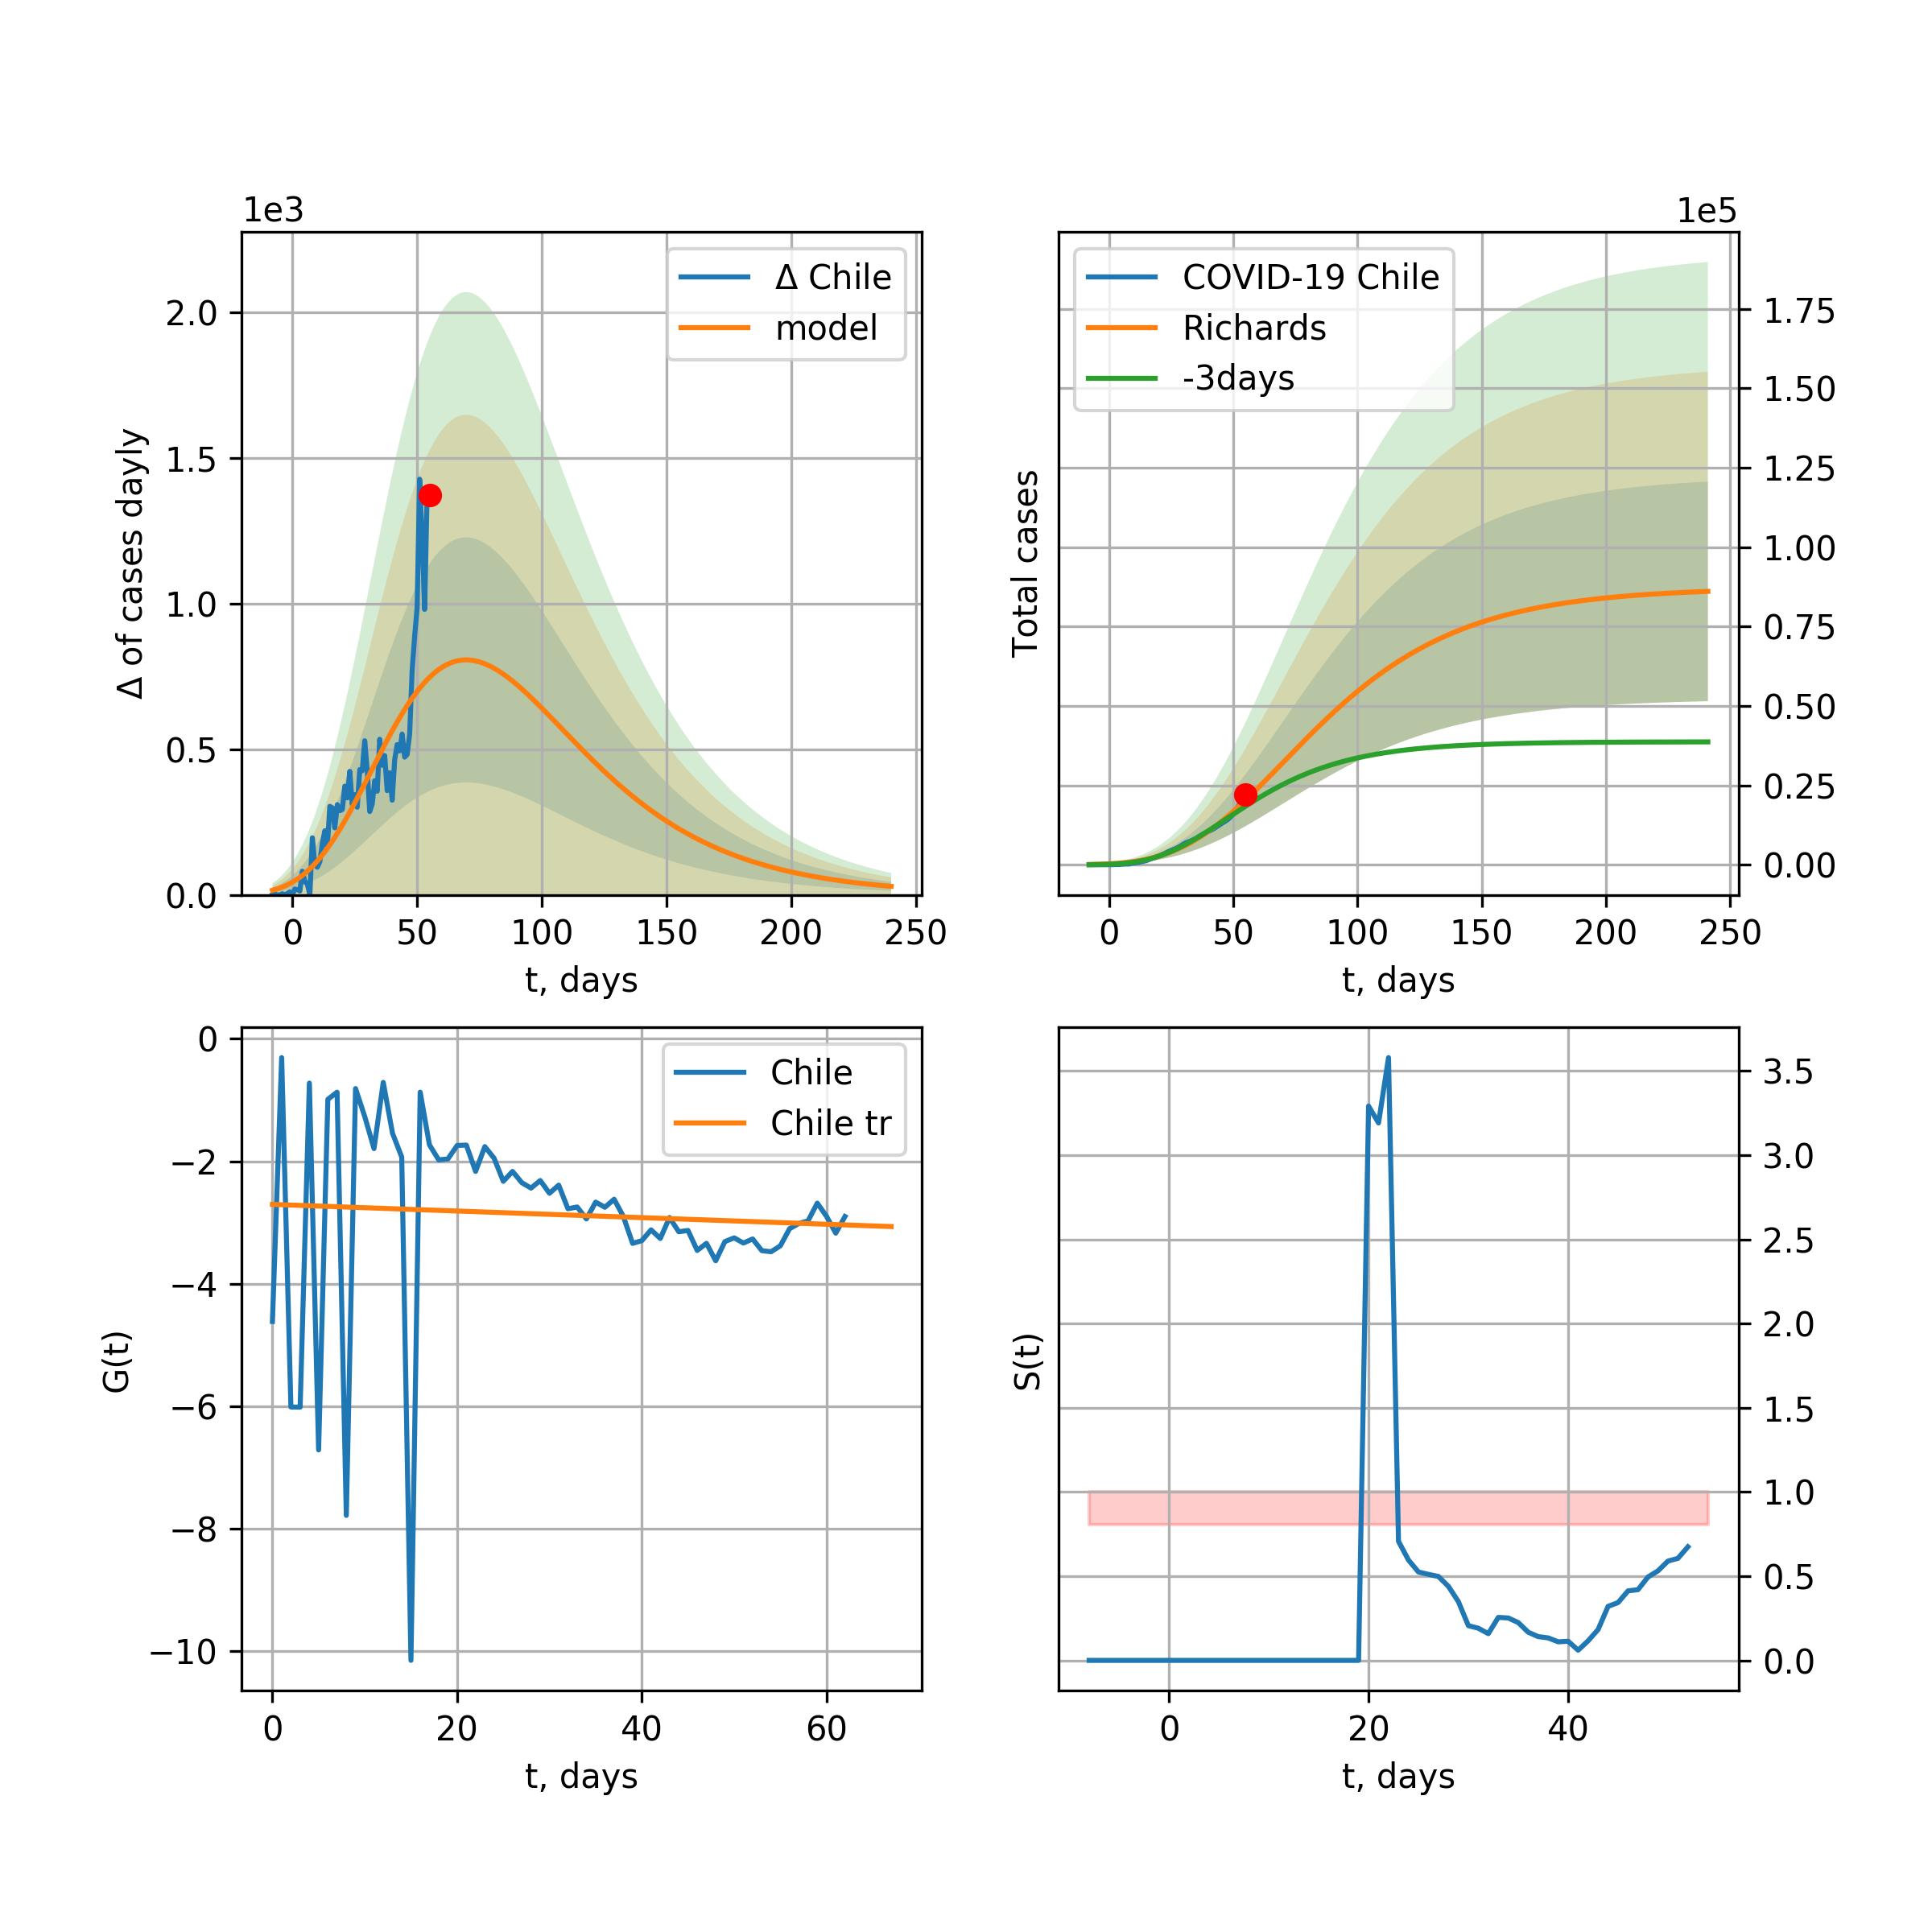 1e3
Δ of cases dayly
2.0
1.5
1.0
0.5
0.0
Δ Chile
model
0 50 100 150 200 250
t, days
1e5
Total cases
COVID-19 Chile
Richards
-3days
1.75
1.50
1.25
1.00
0.75
0.50
0.25
0.00
0 50 100 150 200 250
t, days
G(t)
0
−2
−4
−6
−8
−10
Chile
Chile tr
0 20 40 60
t, days
S(t)
3.5
3.0
2.5
2.0
1.5
1.0
0.5
0.0
0 20 40
t, days